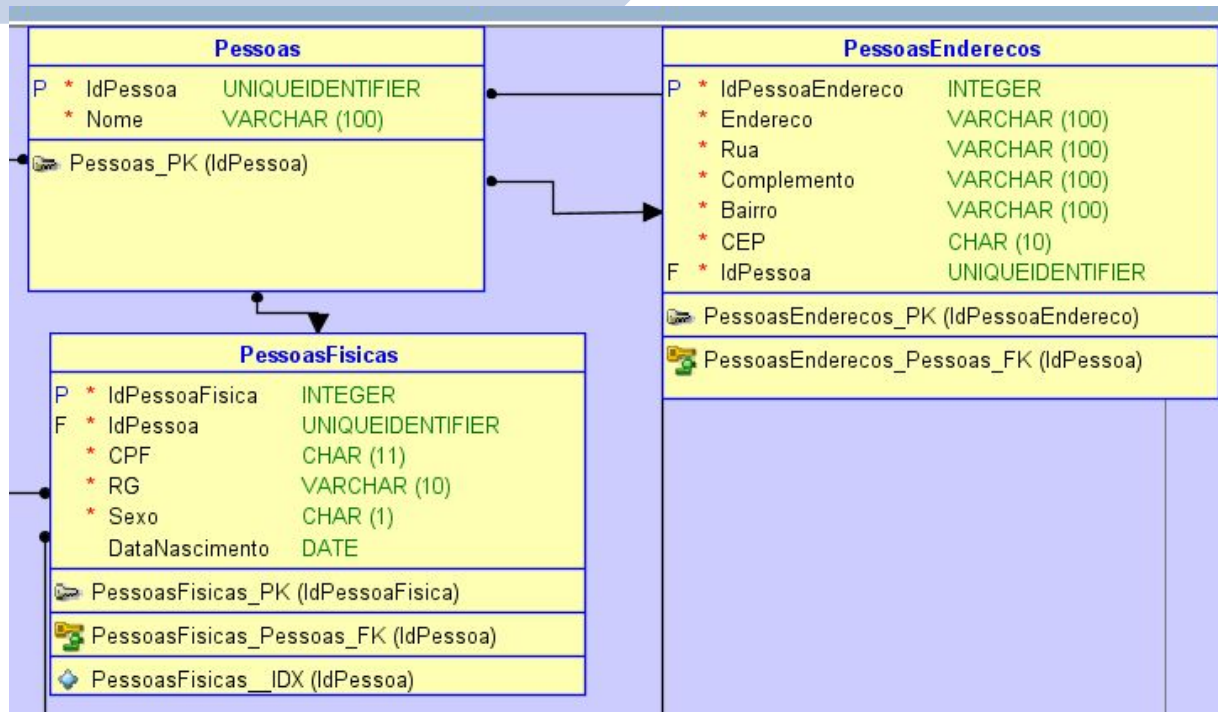 Pessoas
P * IdPessoa UNIQUEIDENTIFIER
* Nome VARCHAR (100)
Pessoas_PK (IdPessoa)
PessoasEnderecos
P * IdPessoaEndereco INTEGER
* Endereco VARCHAR (100)
* Rua VARCHAR (100)
* Complemento VARCHAR (100)
* Bairro VARCHAR (100)
* CEP CHAR (10)
F * IdPessoa UNIQUEIDENTIFIER
PessoasEnderecos_PK (IdPessoaEndereco)
PessoasEnderecos_Pessoas_FK (IdPessoa)
PessoasFisicas
P * IdPessoaFisica INTEGER
F * IdPessoa UNIQUEIDENTIFIER
* CPF CHAR (11)
* RG VARCHAR (10)
* Sexo CHAR (1)
DataNascimento DATE
PessoasFisicas_PK (IdPessoaFisica)
PessoasFisicas_Pessoas_FK (IdPessoa)
PessoasFisicas__IDX (IdPessoa)